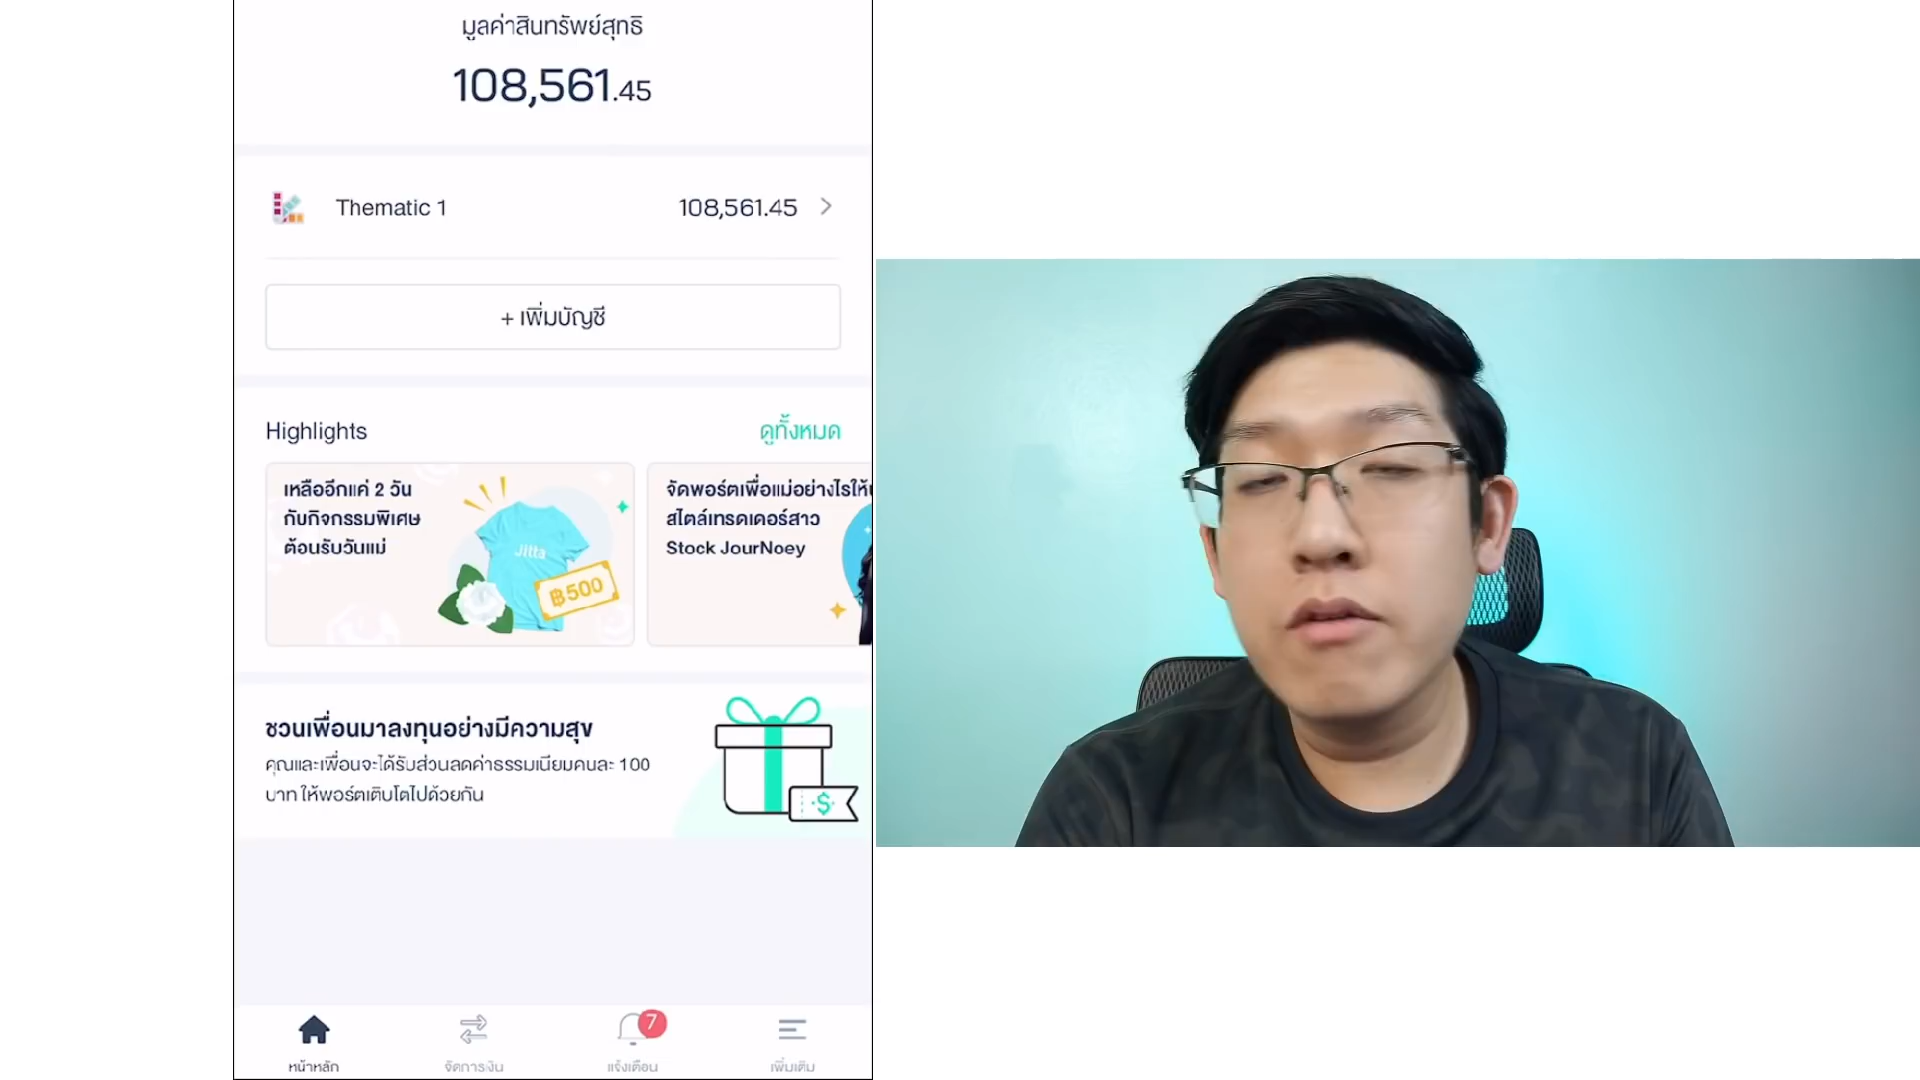 มูลค่าสินทรัพย์สุทธิ
108,561.45
Thematic 1
108,561.45
+ เพิ่มบัญชี
Highlights
ดูทั้งหมด
เหลืออีกแค่ 2 วัน
กับกิจกรรมพิเศษ
ต้อนรับวันแม่
Jitta
฿500
จัดพอร์ตเพื่อแม่อย่างไรให้
สไตล์เทรดเดอร์สาว
Stock JourNoey
ชวนเพื่อนมาลงทุนอย่างมีความสุข
คุณและเพื่อนจะได้รับส่วนลดค่าธรรมเนียมคนละ 100
บาท ให้พอร์ตเติบโตไปด้วยกัน
$
7
หน้าหลัก
จัดการเงิน
แจ้งเตือน
เพิ่มเติม